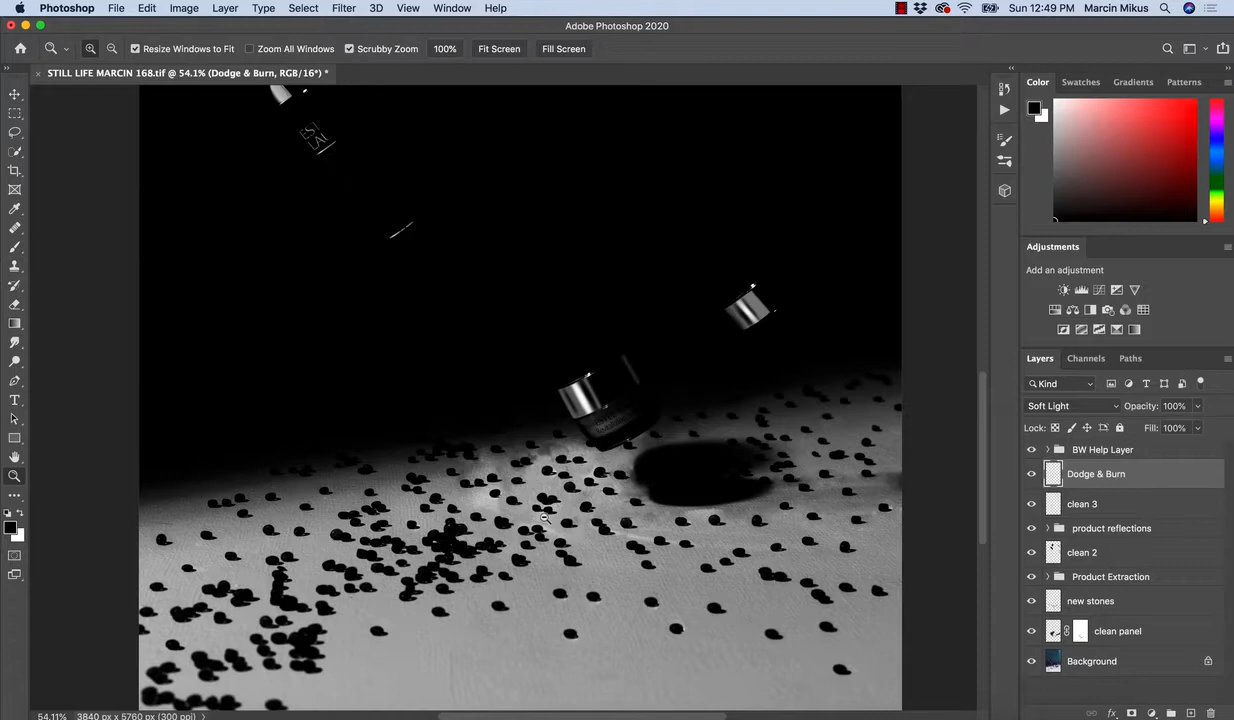 Photoshop File Edit Image Layer Type Select Filter 3D View Window Help Sun 12:49 PM Marcin Mikus
Adobe Photoshop 2020
Resize Windows to Fit Zoom All Windows Scrubby Zoom 100% Fit Screen Fill Screen
STILL LIFE MARCIN 168.tif @ 54.1% (Dodge & Burn, RGB/16*) *
Color Swatches Gradients Patterns
Adjustments
Add an adjustment
Layers Channels Paths
Kind
Soft Light Opacity: 100%
Lock: Fill: 100%
BW Help Layer
Dodge & Burn
clean 3
product reflections
clean 2
Product Extraction
new stones
clean panel
Background
54.11% 3840 px x 5760 px (300 ppi)